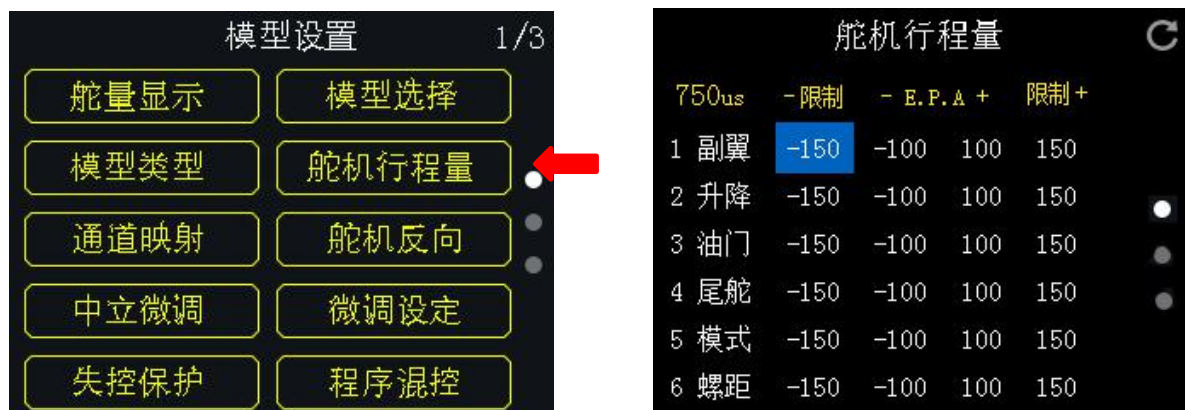 模型设置 1/3
舵量显示 模型选择
模型类型 舵机行程量
通道映射 舵机反向
中立微调 微调设定
失控保护 程序混控
舵机行程量
750us -限制 - E.P.A + 限制+
1 副翼 -150 -100 100 150
2 升降 -150 -100 100 150
3 油门 -150 -100 100 150
4 尾舵 -150 -100 100 150
5 模式 -150 -100 100 150
6 螺距 -150 -100 100 150